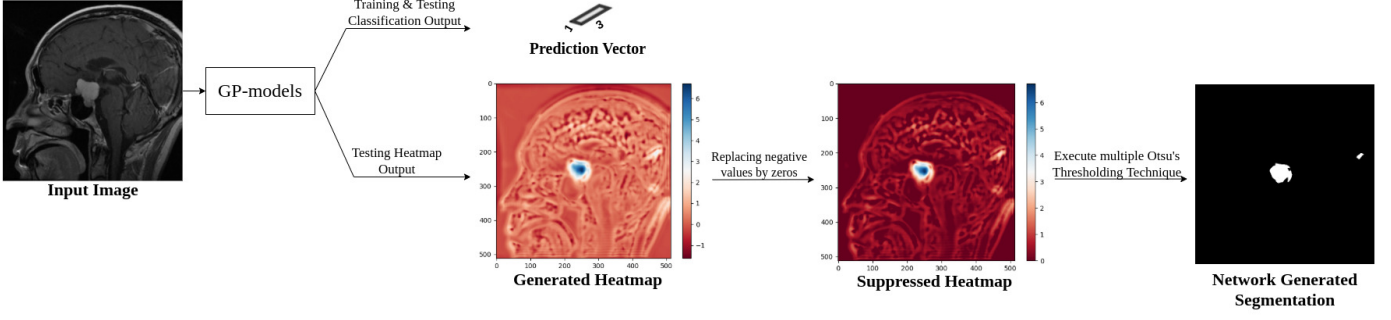 Training & Testing
Classification Output
1
3
Prediction Vector
GP-models
Input Image
Testing Heatmap
Output
0
100
200
300
400
500
0
100
200
300
400
500
6
5
4
3
2
1
0
−1
Generated Heatmap
Replacing negative
values by zeros
0
100
200
300
400
500
0
100
200
300
400
500
6
5
4
3
2
1
0
Suppressed Heatmap
Execute multiple Otsu's
Thresholding Technique
Network Generated
Segmentation